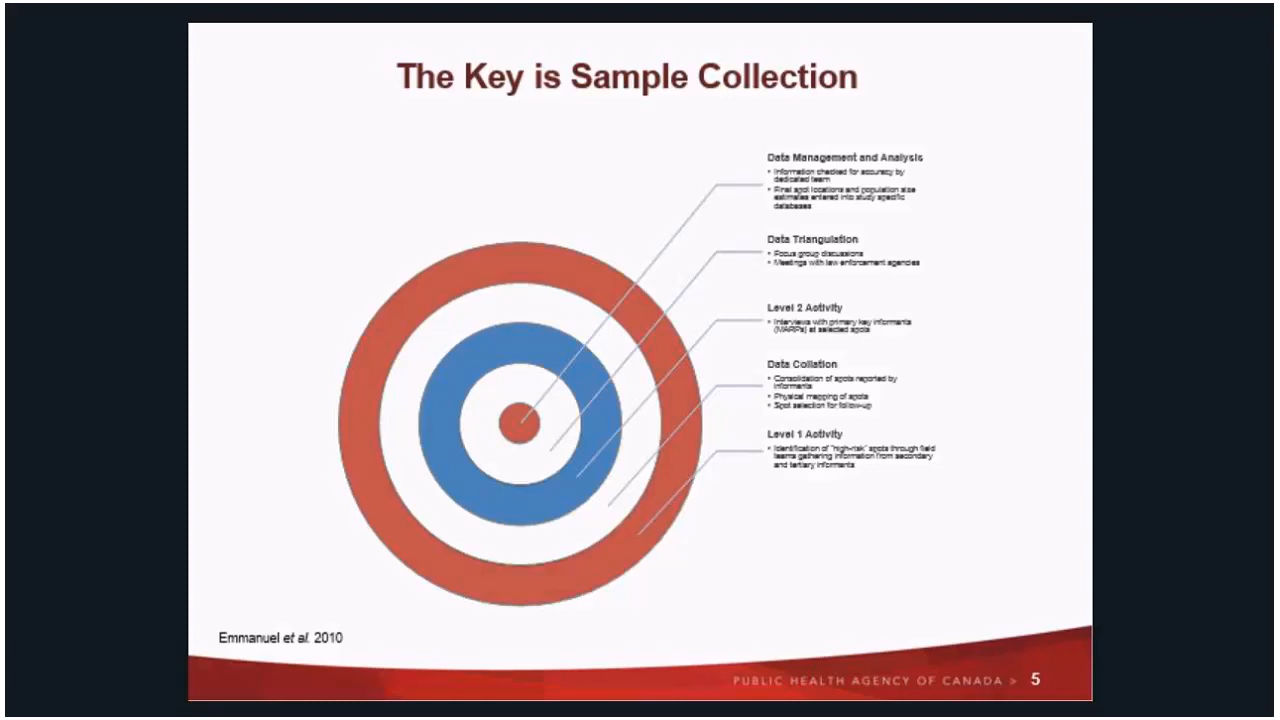 The Key is Sample Collection
Data Management and Analysis
• Information checked for accuracy by
dedicated team
• Final spot locations and population size
estimates entered into study specific
databases
Data Triangulation
• Focus group discussions
• Meetings with law enforcement agencies
Level 2 Activity
• Interviews with primary key informants
(MARPs) at selected spots
Data Collation
• Consolidation of spots reported by
informants
• Physical mapping of spots
• Spot selection for follow-up
Level 1 Activity
• Identification of "high-risk" spots through field
teams gathering information from secondary
and tertiary informants
Emmanuel et al. 2010
PUBLIC HEALTH AGENCY OF CANADA > 5